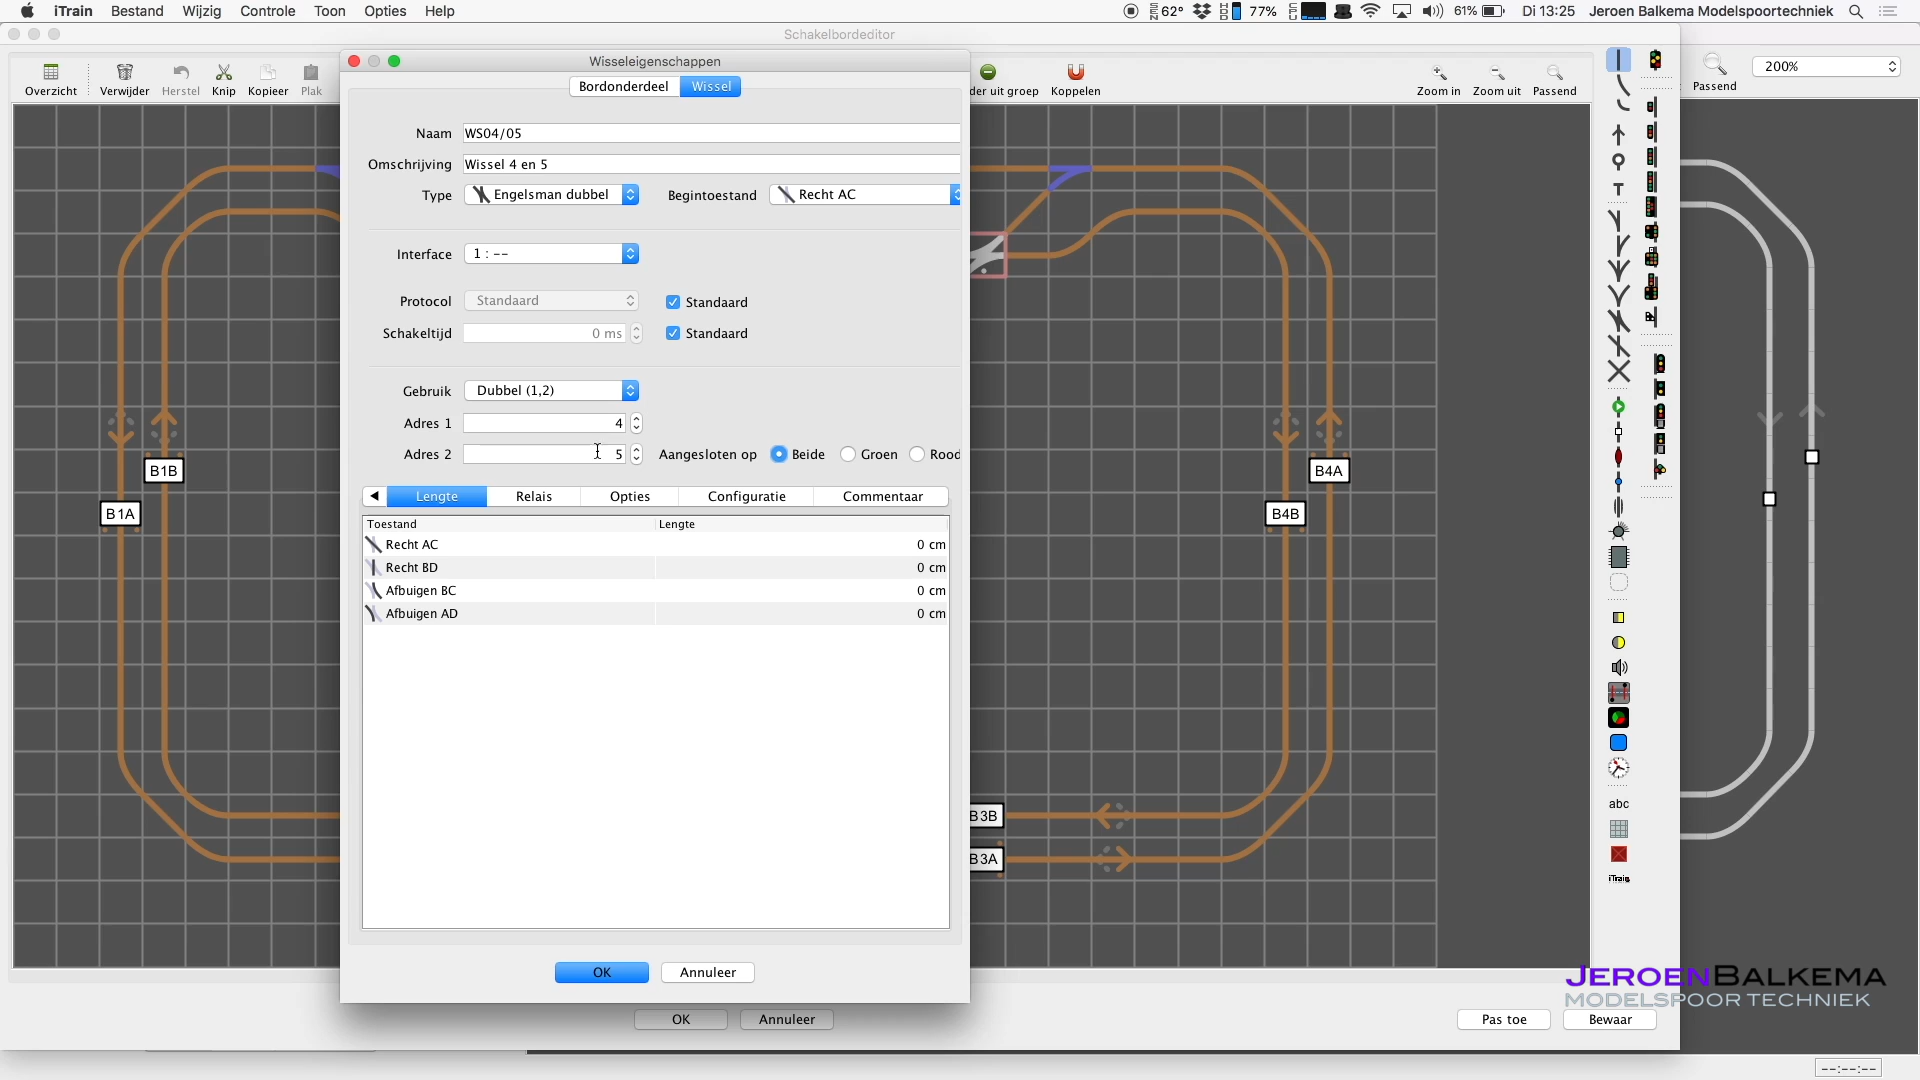 iTrain Bestand Wijzig Controle Toon Opties Help
62° 77% 61% Di 13:25 Jeroen Balkema Modelspoortechniek
Schakelbordeditor
Wisseleigenschappen
Overzicht Verwijder Herstel Knip Kopieer Plak
der uit groep Koppelen Zoom in Zoom uit Passend
Passend 200%
Bordonderdeel Wissel
Naam WS04/05
Omschrijving Wissel 4 en 5
Type Engelsman dubbel Begintoestand Recht AC
Interface 1 : --
Protocol Standaard Standaard
Schakeltijd 0 ms Standaard
Gebruik Dubbel (1,2)
Adres 1 4
Adres 2 5 Aangesloten op Beide Groen Rood
Lengte Relais Opties Configuratie Commentaar
Toestand Lengte
Recht AC 0 cm
Recht BD 0 cm
Afbuigen BC 0 cm
Afbuigen AD 0 cm
OK Annuleer
B1B
B1A
B4A
B4B
B3B
B3A
abc
iTrain
JEROENBALKEMA
MODELSPOORTECHNIEK
OK Annuleer Pas toe Bewaar
--:--:--